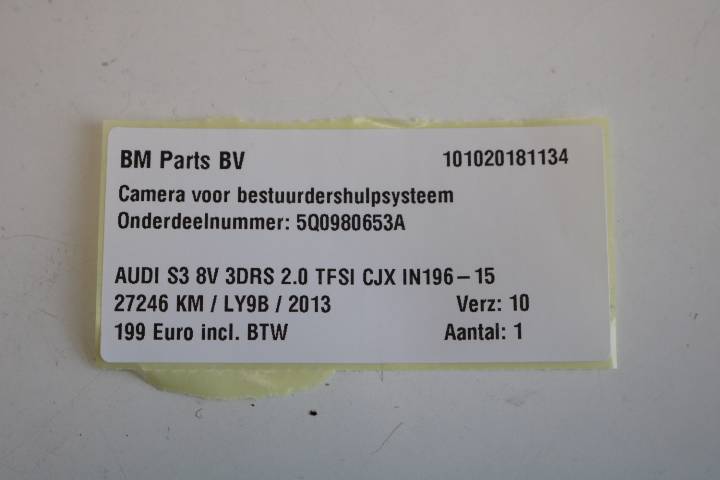 BM Parts BV 101020181134
Camera voor bestuurdershulpsysteem
Onderdeelnummer: 5Q0980653A
AUDI S3 8V 3DRS 2.0 TFSI CJX IN196-15
27246 KM / LY9B / 2013 Verz: 10
199 Euro incl. BTW Aantal: 1